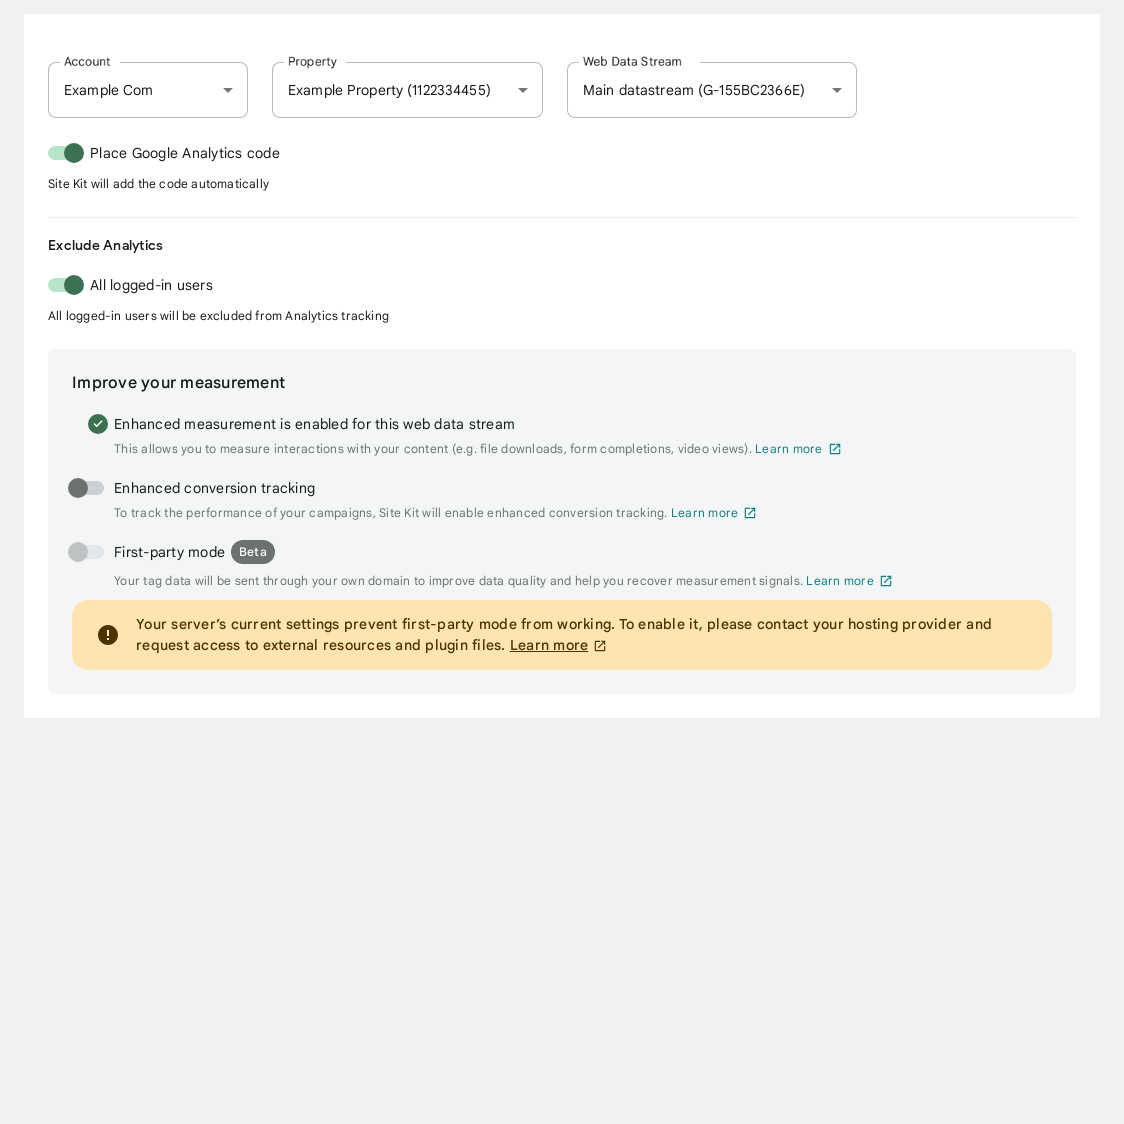 Account
Example Com
Property
Example Property (1122334455)
Web Data Stream
Main datastream (G-155BC2366E)
Place Google Analytics code
Site Kit will add the code automatically
Exclude Analytics
All logged-in users
All logged-in users will be excluded from Analytics tracking
Improve your measurement
Enhanced measurement is enabled for this web data stream
This allows you to measure interactions with your content (e.g. file downloads, form completions, video views). Learn more
Enhanced conversion tracking
To track the performance of your campaigns, Site Kit will enable enhanced conversion tracking. Learn more
First-party mode Beta
Your tag data will be sent through your own domain to improve data quality and help you recover measurement signals. Learn more
Your server’s current settings prevent first-party mode from working. To enable it, please contact your hosting provider and
request access to external resources and plugin files. Learn more